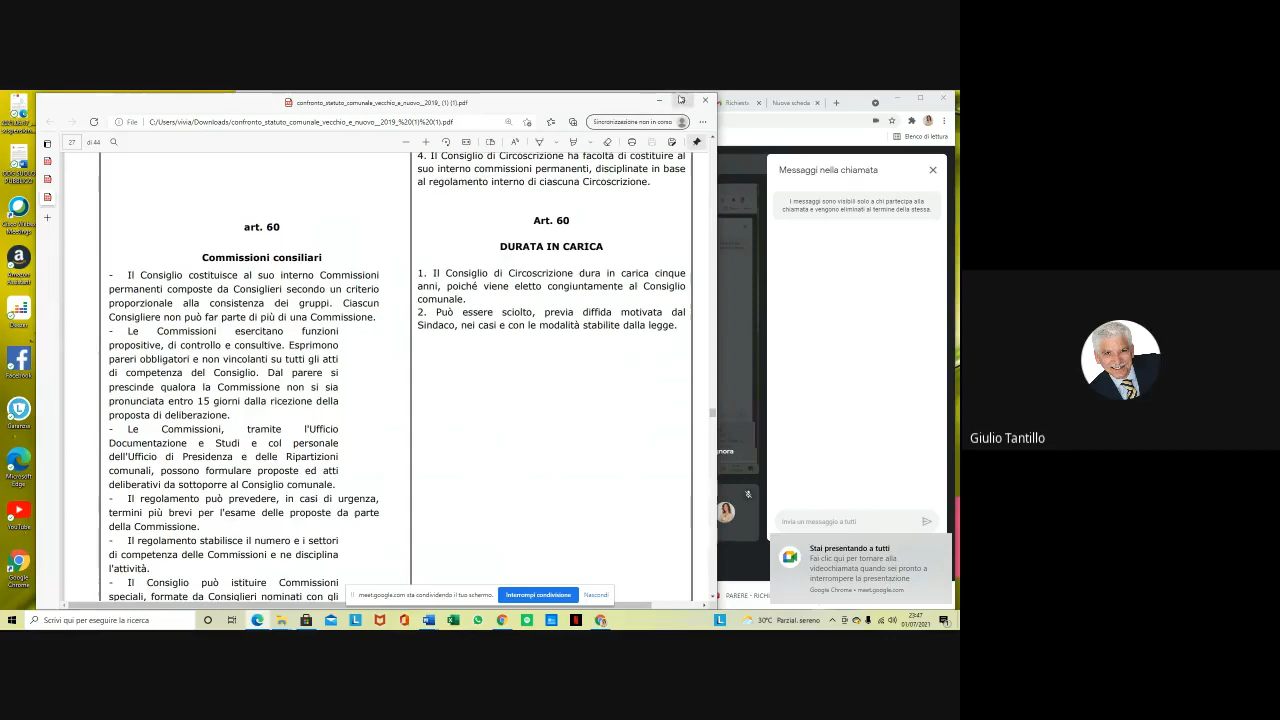 confronto_statuto_comunale_vecchio_e_nuovo__2019_ (1) (1).pdf
File
C:/Users/vivia/Downloads/confronto_statuto_comunale_vecchio_e_nuovo__2019_%20(1)%20(1).pdf
Sincronizzazione non in corso
27 di 44
art. 60
Commissioni consiliari
- Il Consiglio costituisce al suo interno Commissioni
permanenti composte da Consiglieri secondo un criterio
proporzionale alla consistenza dei gruppi. Ciascun
Consigliere non può far parte di più di una Commissione.
- Le Commissioni esercitano funzioni
propositive, di controllo e consultive. Esprimono
pareri obbligatori e non vincolanti su tutti gli atti
di competenza del Consiglio. Dal parere si
prescinde qualora la Commissione non si sia
pronunciata entro 15 giorni dalla ricezione della
proposta di deliberazione.
- Le Commissioni, tramite l'Ufficio
Documentazione e Studi e col personale
dell'Ufficio di Presidenza e delle Ripartizioni
comunali, possono formulare proposte ed atti
deliberativi da sottoporre al Consiglio comunale.
- Il regolamento può prevedere, in casi di urgenza,
termini più brevi per l'esame delle proposte da parte
della Commissione.
- Il regolamento stabilisce il numero e i settori
di competenza delle Commissioni e ne disciplina
l'attività.
- Il Consiglio può istituire Commissioni
speciali, formate da Consiglieri nominati con gli
4. Il Consiglio di Circoscrizione ha facoltà di costituire al
suo interno commissioni permanenti, disciplinate in base
al regolamento interno di ciascuna Circoscrizione.
Art. 60
DURATA IN CARICA
1. Il Consiglio di Circoscrizione dura in carica cinque
anni, poiché viene eletto congiuntamente al Consiglio
comunale.
2. Può essere sciolto, previa diffida motivata dal
Sindaco, nei casi e con le modalità stabilite dalla legge.
meet.google.com sta condividendo il tuo schermo.
Interrompi condivisione
Nascondi
Richiest
Nuova scheda
Elenco di lettura
Messaggi nella chiamata
I messaggi sono visibili solo a chi partecipa alla
chiamata e vengono eliminati al termine della stessa.
Invia un messaggio a tutti
Stai presentando a tutti
Fai clic qui per tornare alla
videochiamata quando sei pronto a
interrompere la presentazione
Google Chrome • meet.google.com
PARERE - RICHI
Amazon
Assistant
Deezer
Facebook
Microsoft
Edge
YouTube
Google
Chrome
Scrivi qui per eseguire la ricerca
30°C Parzial. sereno
23:47
01/07/2021
Giulio Tantillo